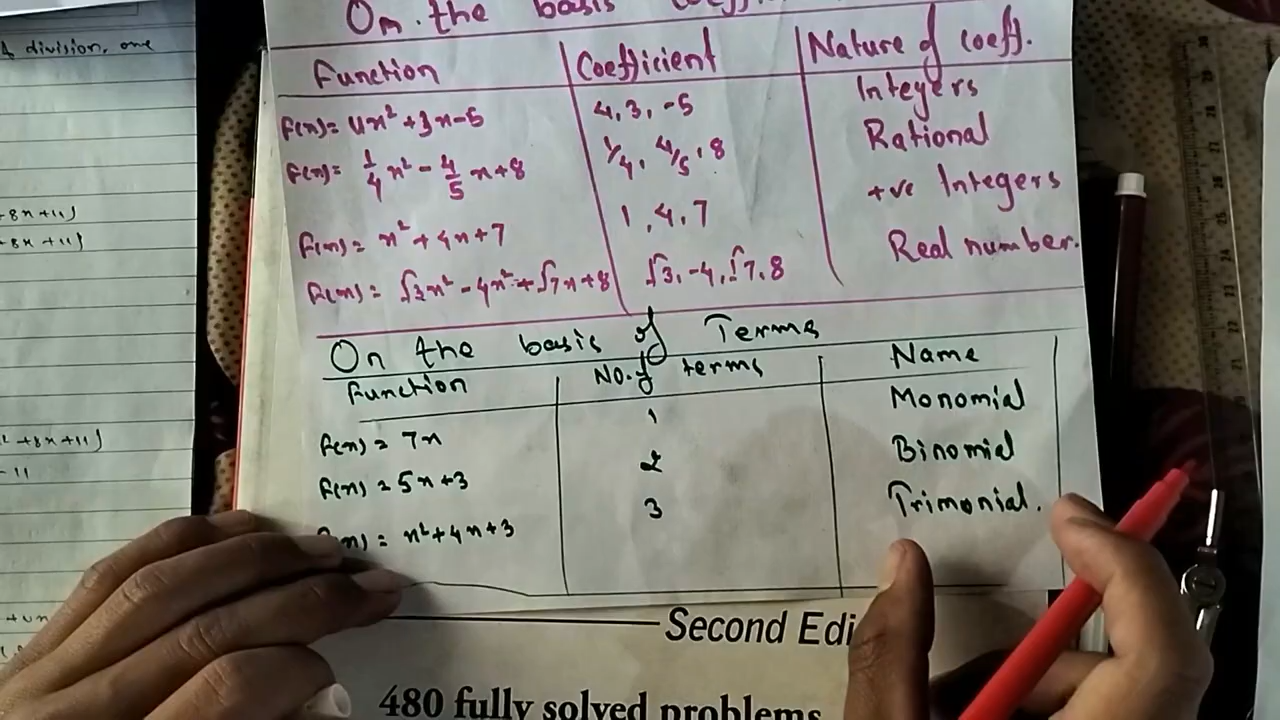 A division, one
+8x+11)
+8x+11)
+8x+11)
-11
On the basis
Function Coefficient Nature of Coeff.
f(x)= 4x² +3x-5 4, 3, -5 Integers
f(x)= 1/4 x² - 4/5 x+8 1/4, 4/5, 8 Rational
f(x)= x² + 4x+7 1, 4, 7 +ve Integers
f(x)= √3x² - 4x² + √7x+8 √3, -4, √7, 8 Real number.
On the basis of Terms
Function No. of terms Name
f(x) = 7x 1 Monomial
f(x) = 5x+3 2 Binomial
x) = x²+4x+3 3 Trimonial.
Second Edi
480 fully solved problems